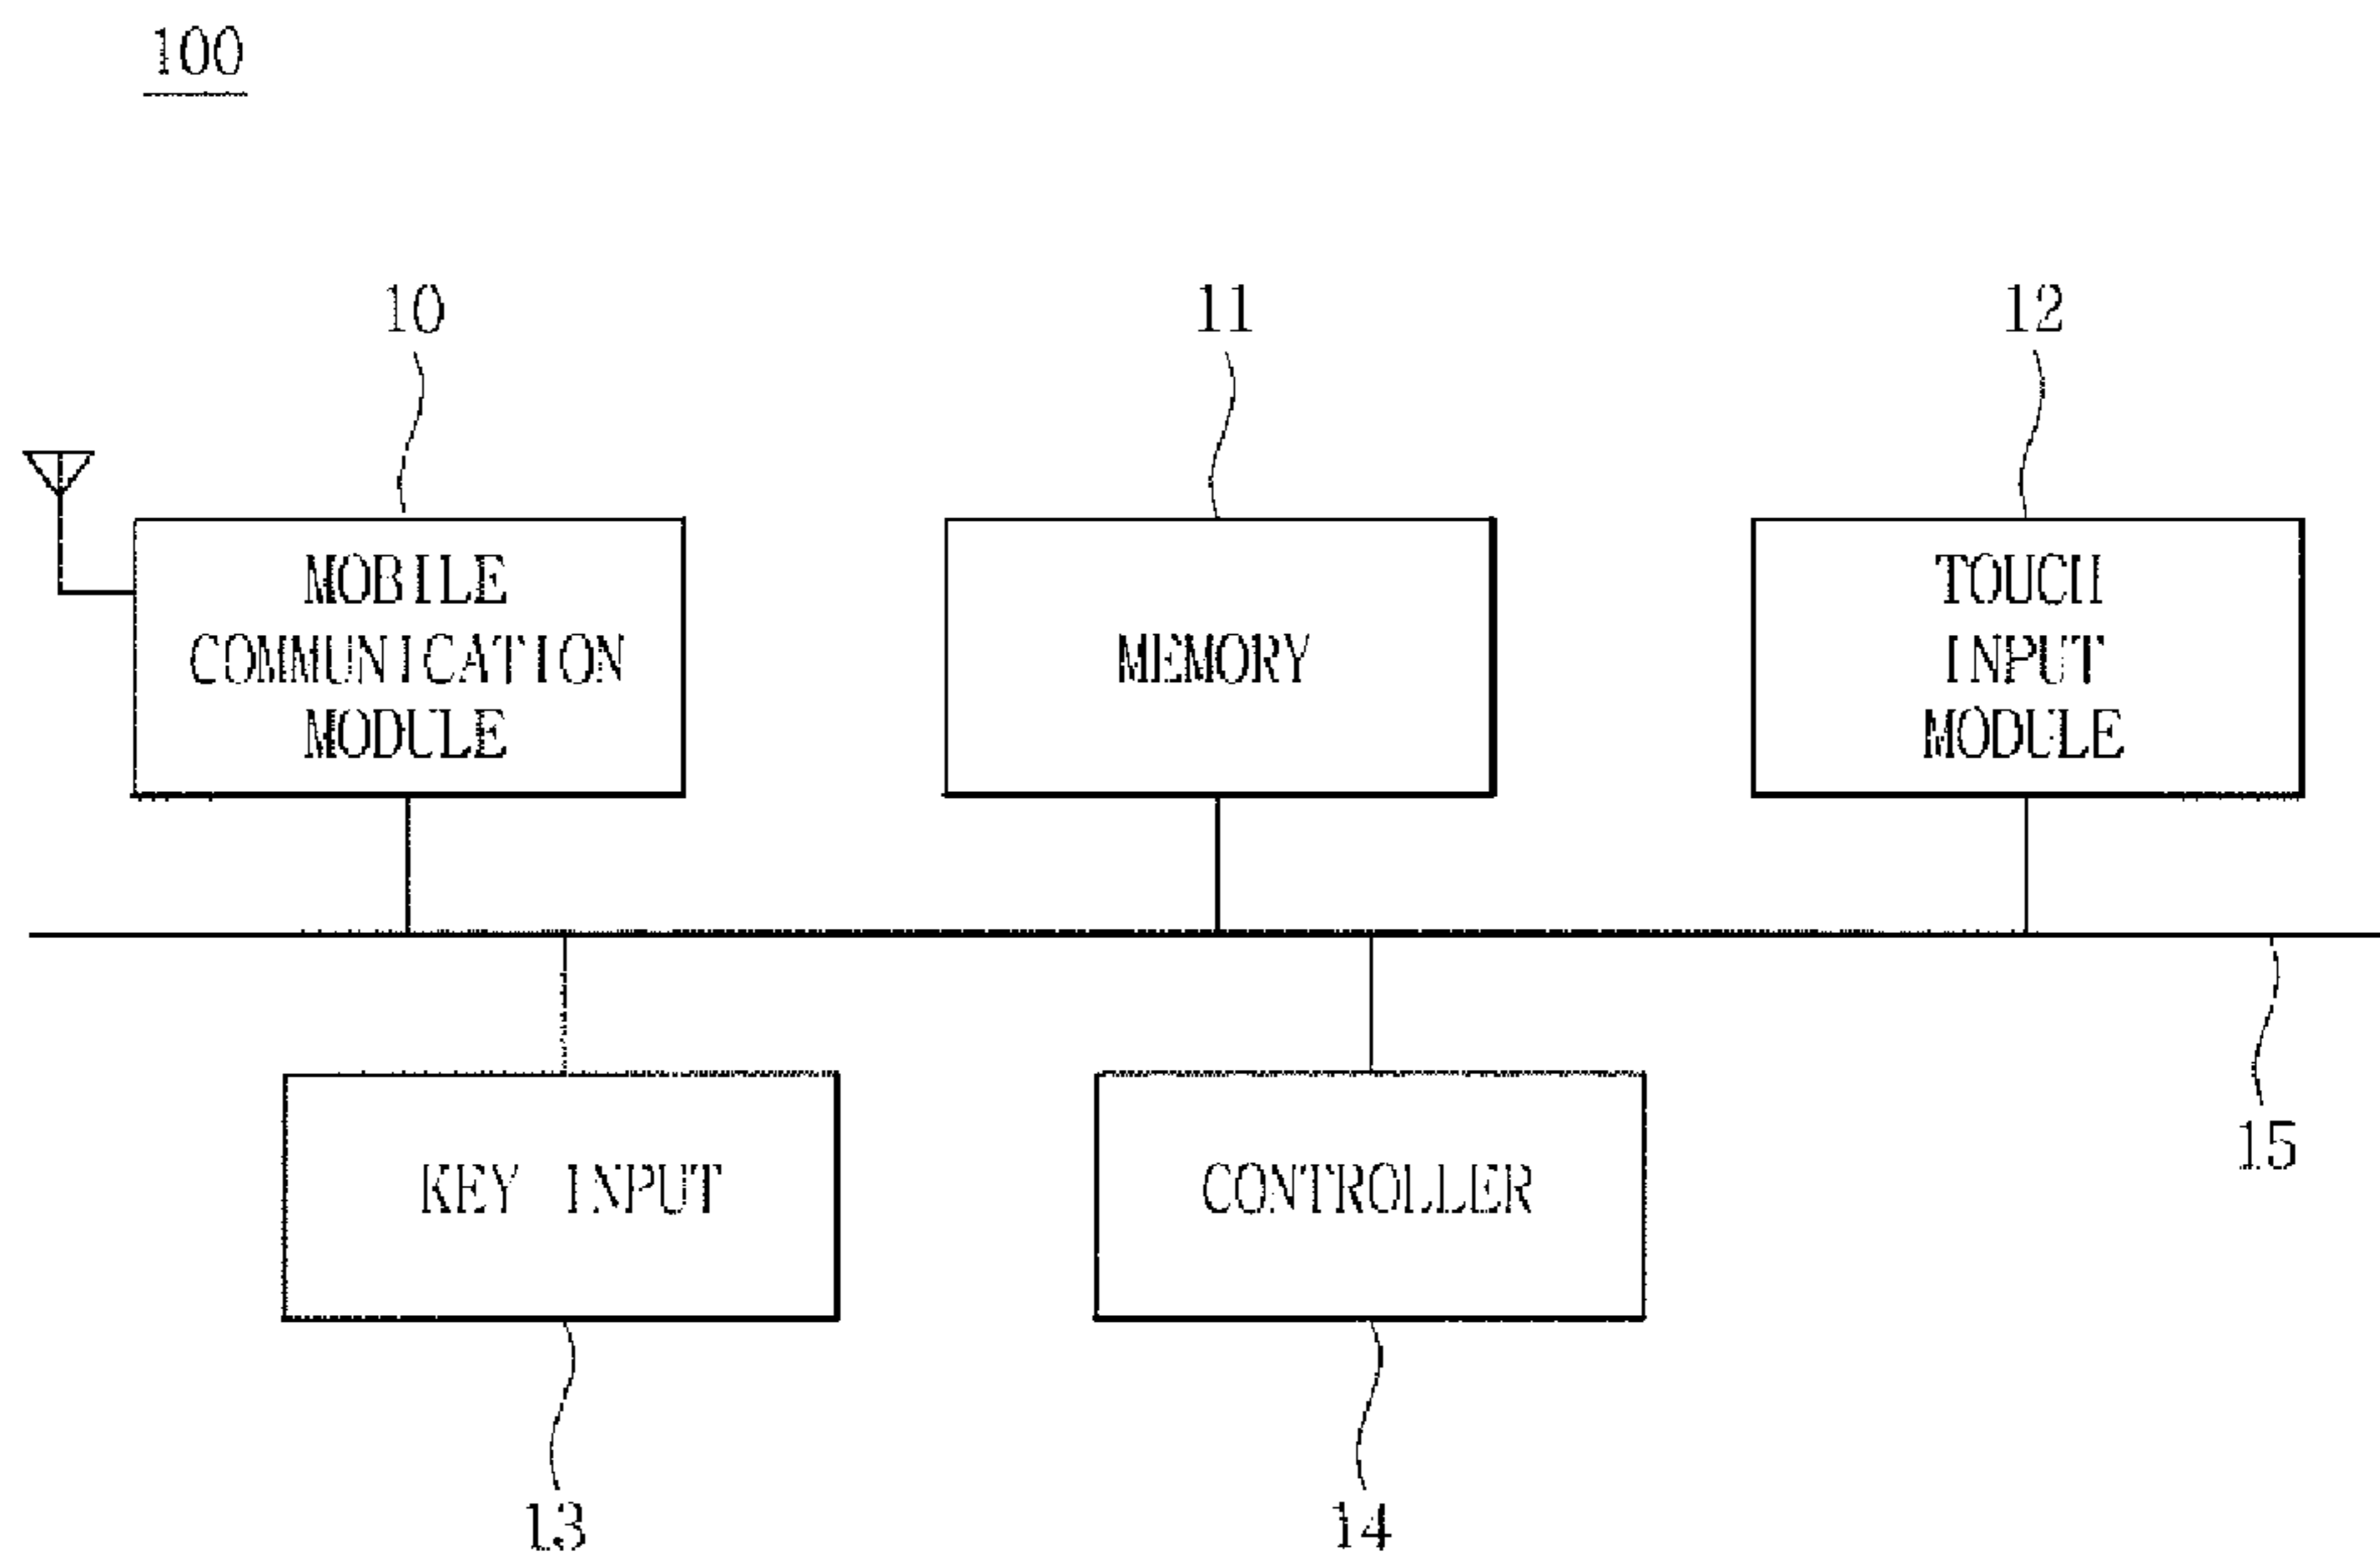 100
10
11
12
MOBILE
COMMUNICATION
MODULE
MEMORY
TOUCH
INPUT
MODULE
KEY INPUT
CONTROLLER
15
13
14